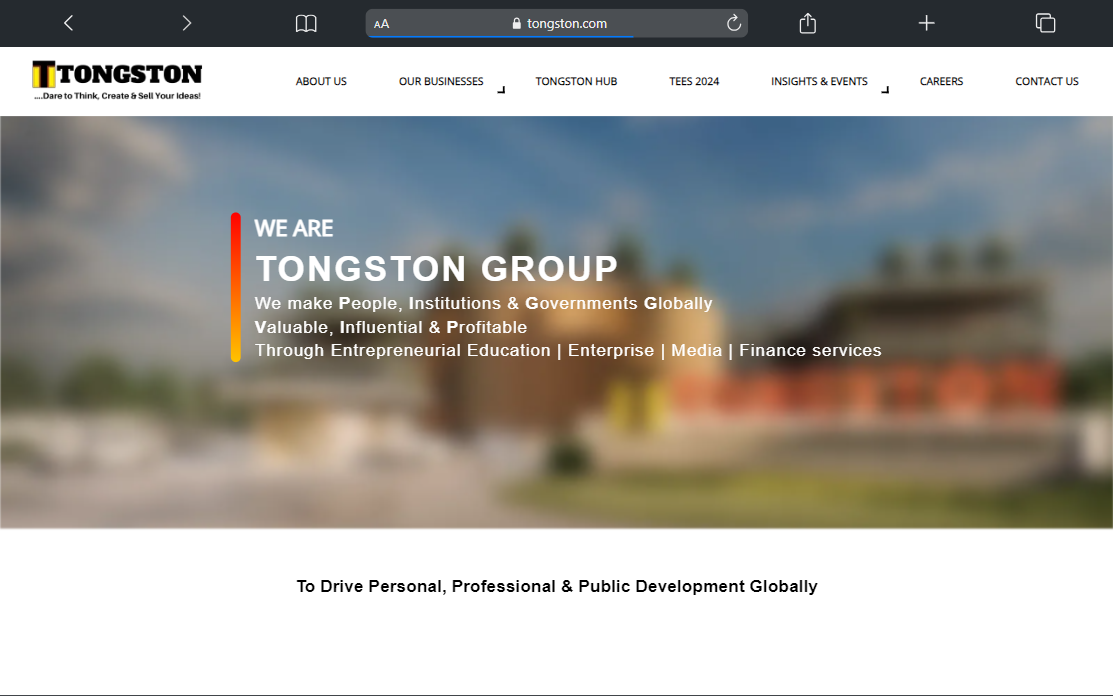 AA
tongston.com
TTONGSTON
....Dare to Think, Create & Sell Your Ideas!
ABOUT US
OUR BUSINESSES
TONGSTON HUB
TEES 2024
INSIGHTS & EVENTS
CAREERS
CONTACT US
WE ARE
TONGSTON GROUP
We make People, Institutions & Governments Globally
Valuable, Influential & Profitable
Through Entrepreneurial Education | Enterprise | Media | Finance services
To Drive Personal, Professional & Public Development Globally